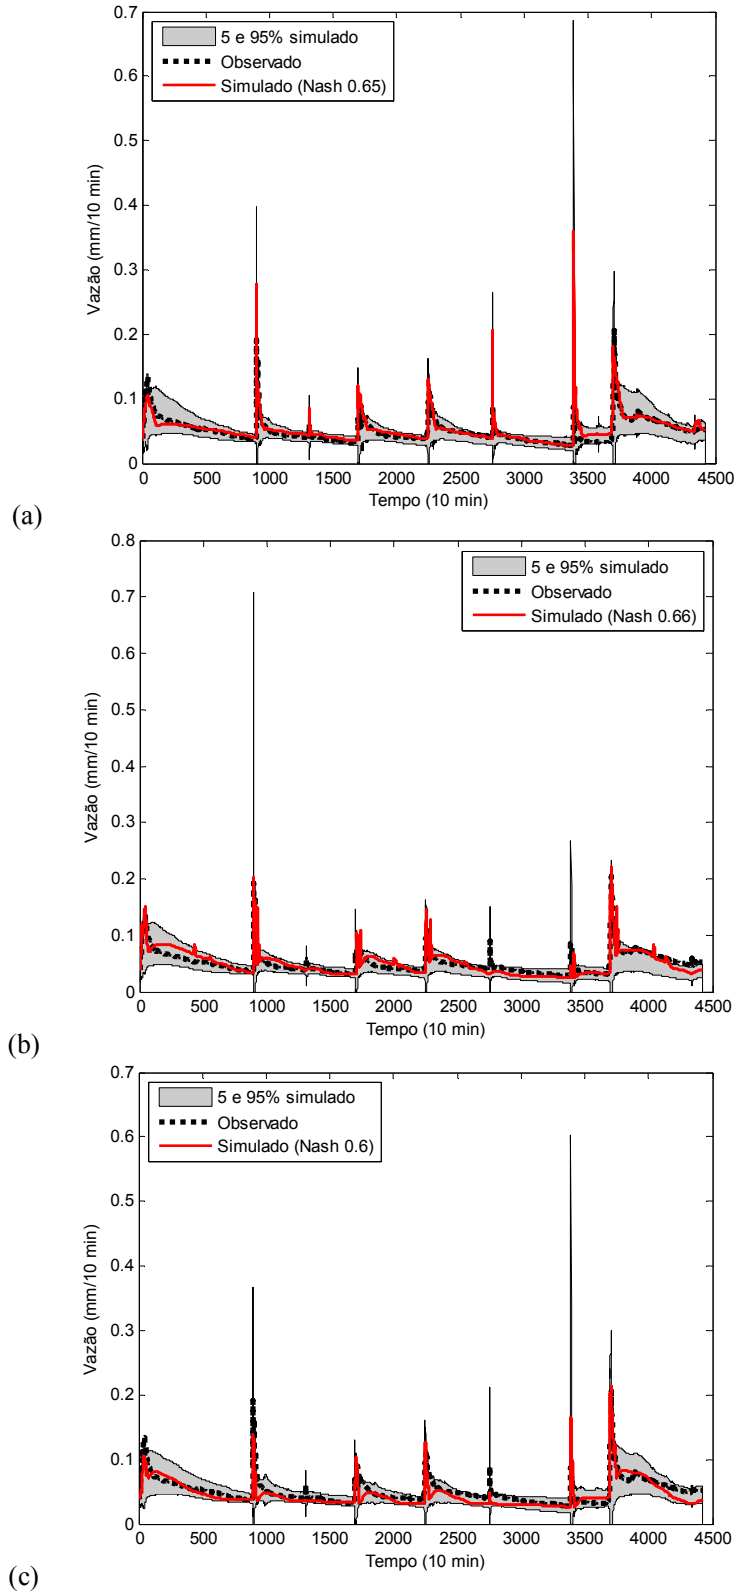 0.7
0.6
0.5
0.4
0.3
0.2
0.1
0
Vazão (mm/10 min)
5 e 95% simulado
Observado
Simulado (Nash 0.65)
0 500 1000 1500 2000 2500 3000 3500 4000 4500
Tempo (10 min)
(a)
0.8
0.7
0.6
0.5
0.4
0.3
0.2
0.1
0
Vazão (mm/10 min)
5 e 95% simulado
Observado
Simulado (Nash 0.66)
0 500 1000 1500 2000 2500 3000 3500 4000 4500
Tempo (10 min)
(b)
0.7
0.6
0.5
0.4
0.3
0.2
0.1
0
Vazão (mm/10 min)
5 e 95% simulado
Observado
Simulado (Nash 0.6)
0 500 1000 1500 2000 2500 3000 3500 4000 4500
Tempo (10 min)
(c)